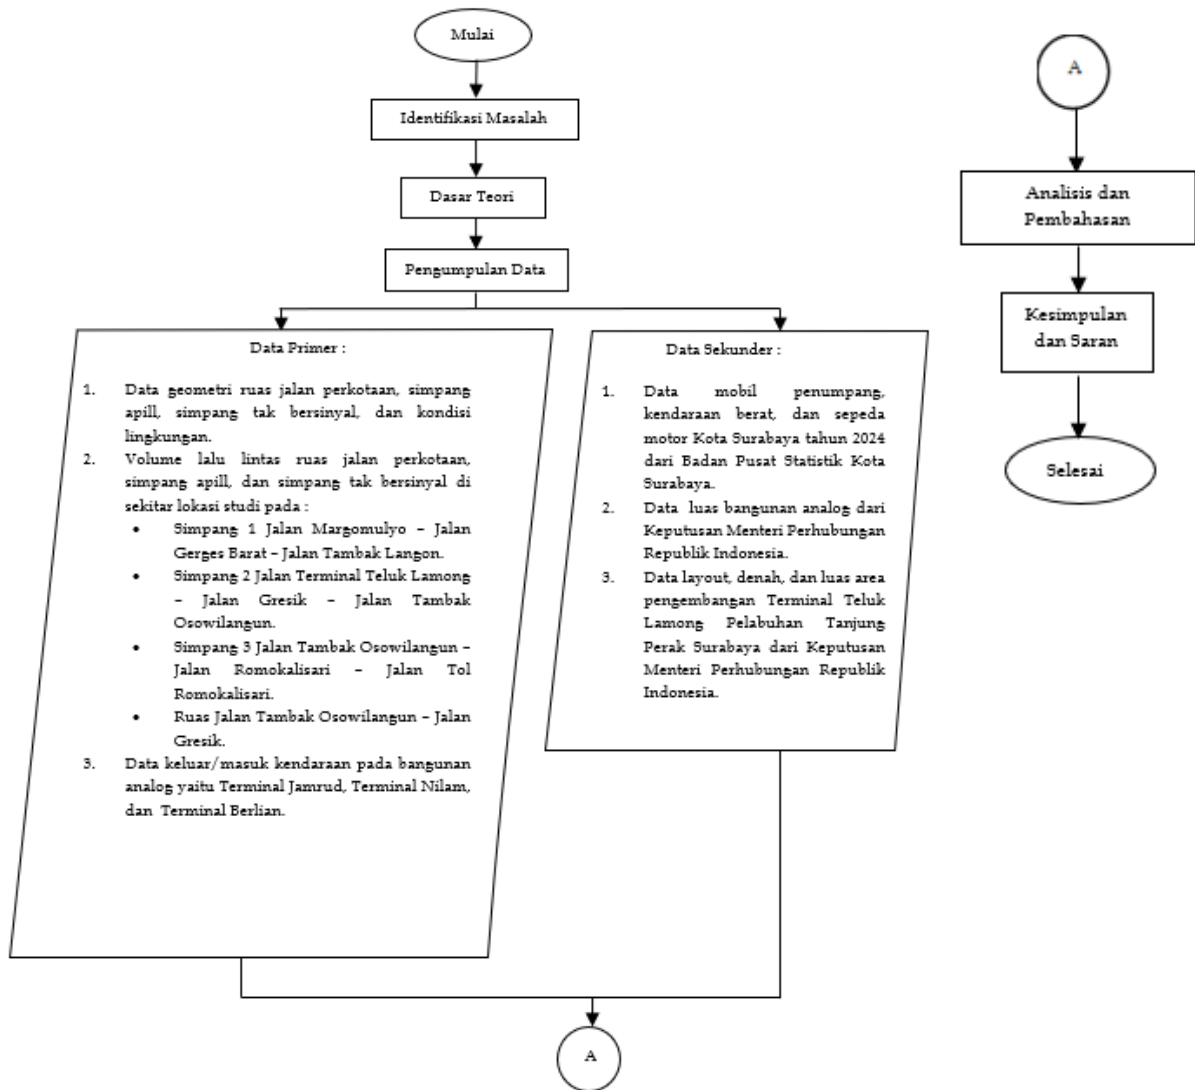 Mulai
Identifikasi Masalah
Dasar Teori
Pengumpulan Data
Data Primer :
1. Data geometri ruas jalan perkotaan, simpang
apill, simpang tak bersinyal, dan kondisi
lingkungan.
2. Volume lalu lintas ruas jalan perkotaan,
simpang apill, dan simpang tak bersinyal di
sekitar lokasi studi pada :
• Simpang 1 Jalan Margomulyo – Jalan
Gerges Barat – Jalan Tambak Langon.
• Simpang 2 Jalan Terminal Teluk Lamong
– Jalan Gresik – Jalan Tambak
Osowilangun.
• Simpang 3 Jalan Tambak Osowilangun –
Jalan Romokalisari – Jalan Tol
Romokalisari.
• Ruas Jalan Tambak Osowilangun – Jalan
Gresik.
3. Data keluar/masuk kendaraan pada bangunan
analog yaitu Terminal Jamrud, Terminal Nilam,
dan Terminal Berlian.
Data Sekunder :
1. Data mobil penumpang,
kendaraan berat, dan sepeda
motor Kota Surabaya tahun 2024
dari Badan Pusat Statistik Kota
Surabaya.
2. Data luas bangunan analog dari
Keputusan Menteri Perhubungan
Republik Indonesia.
3. Data layout, denah, dan luas area
pengembangan Terminal Teluk
Lamong Pelabuhan Tanjung
Perak Surabaya dari Keputusan
Menteri Perhubungan Republik
Indonesia.
A
A
Analisis dan
Pembahasan
Kesimpulan
dan Saran
Selesai